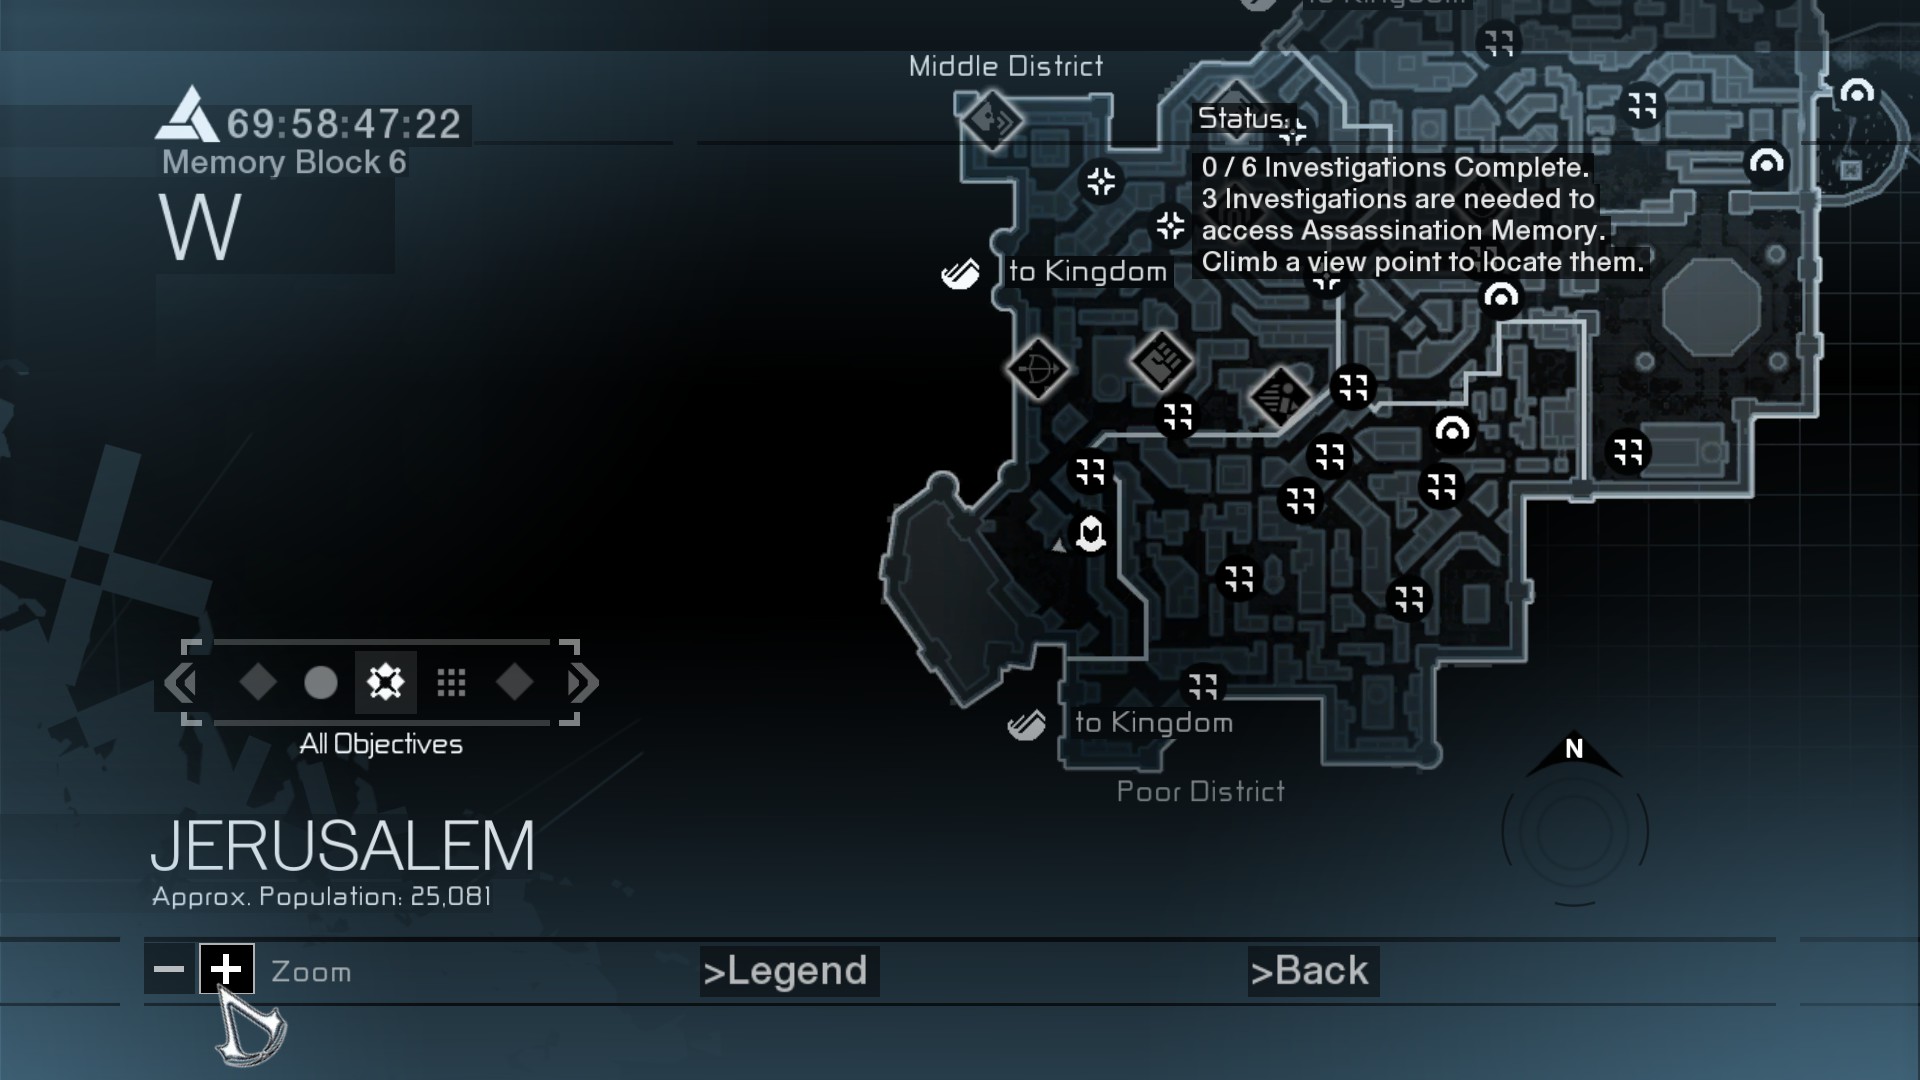 to Kingdom
Middle District
69:58:47:22
Memory Block 6
W
Status:
0 / 6 Investigations Complete.
3 Investigations are needed to
access Assassination Memory.
Climb a view point to locate them.
to Kingdom
to Kingdom
Poor District
N
All Objectives
JERUSALEM
Approx. Population: 25,081
Zoom
>Legend
>Back